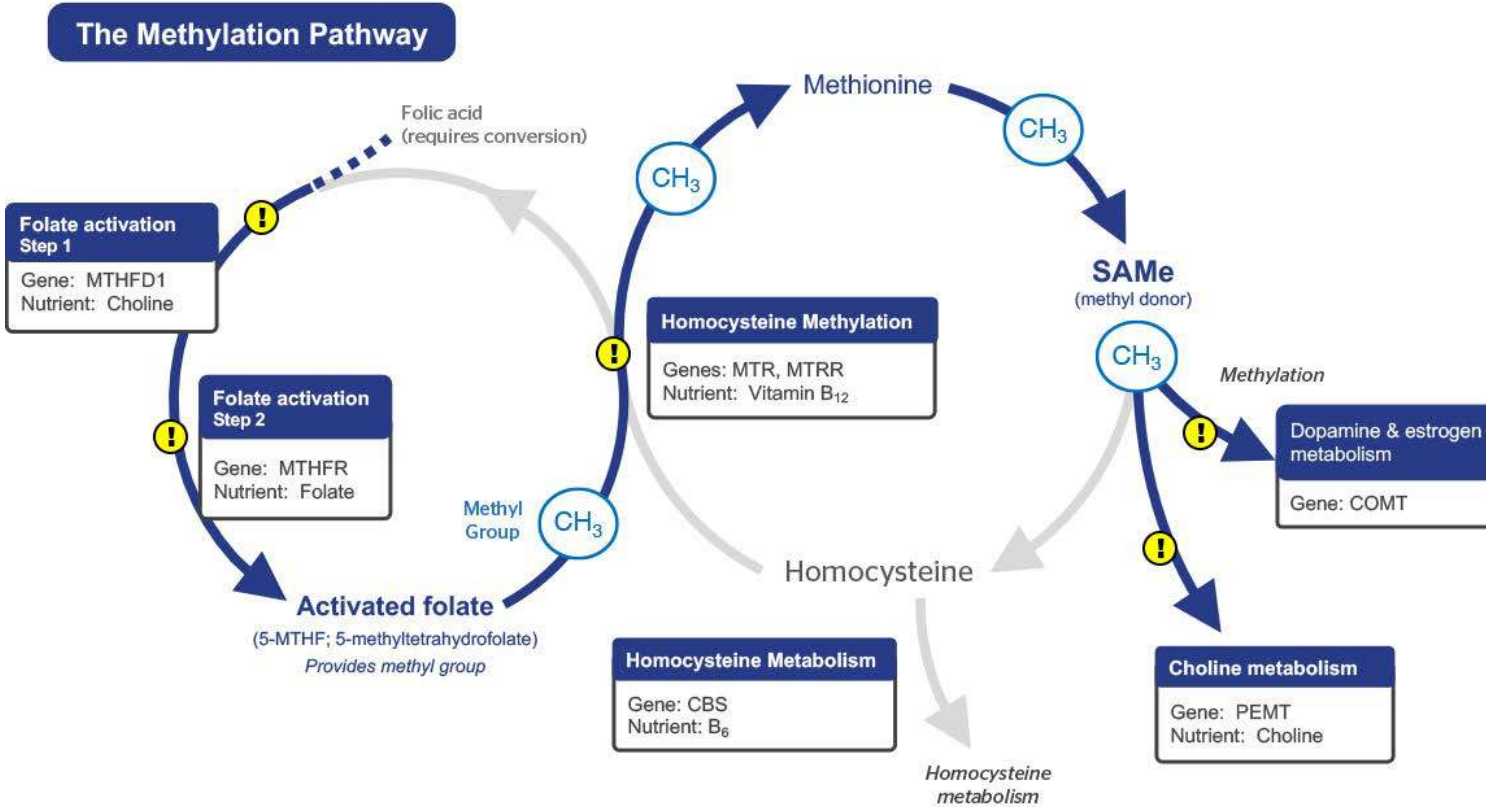 The Methylation Pathway
Folic acid
(requires conversion)
!
Folate activation
Step 1
Gene: MTHFD1
Nutrient: Choline
!
Folate activation
Step 2
Gene: MTHFR
Nutrient: Folate
Activated folate
(5-MTHF; 5-methyltetrahydrofolate)
Provides methyl group
Methyl
Group
CH₃
!
Homocysteine Methylation
Genes: MTR, MTRR
Nutrient: Vitamin B₁₂
CH₃
Methionine
CH₃
SAMe
(methyl donor)
CH₃
Methylation
!
Dopamine & estrogen
metabolism
Gene: COMT
!
Choline metabolism
Gene: PEMT
Nutrient: Choline
Homocysteine
Homocysteine Metabolism
Gene: CBS
Nutrient: B₆
Homocysteine
metabolism